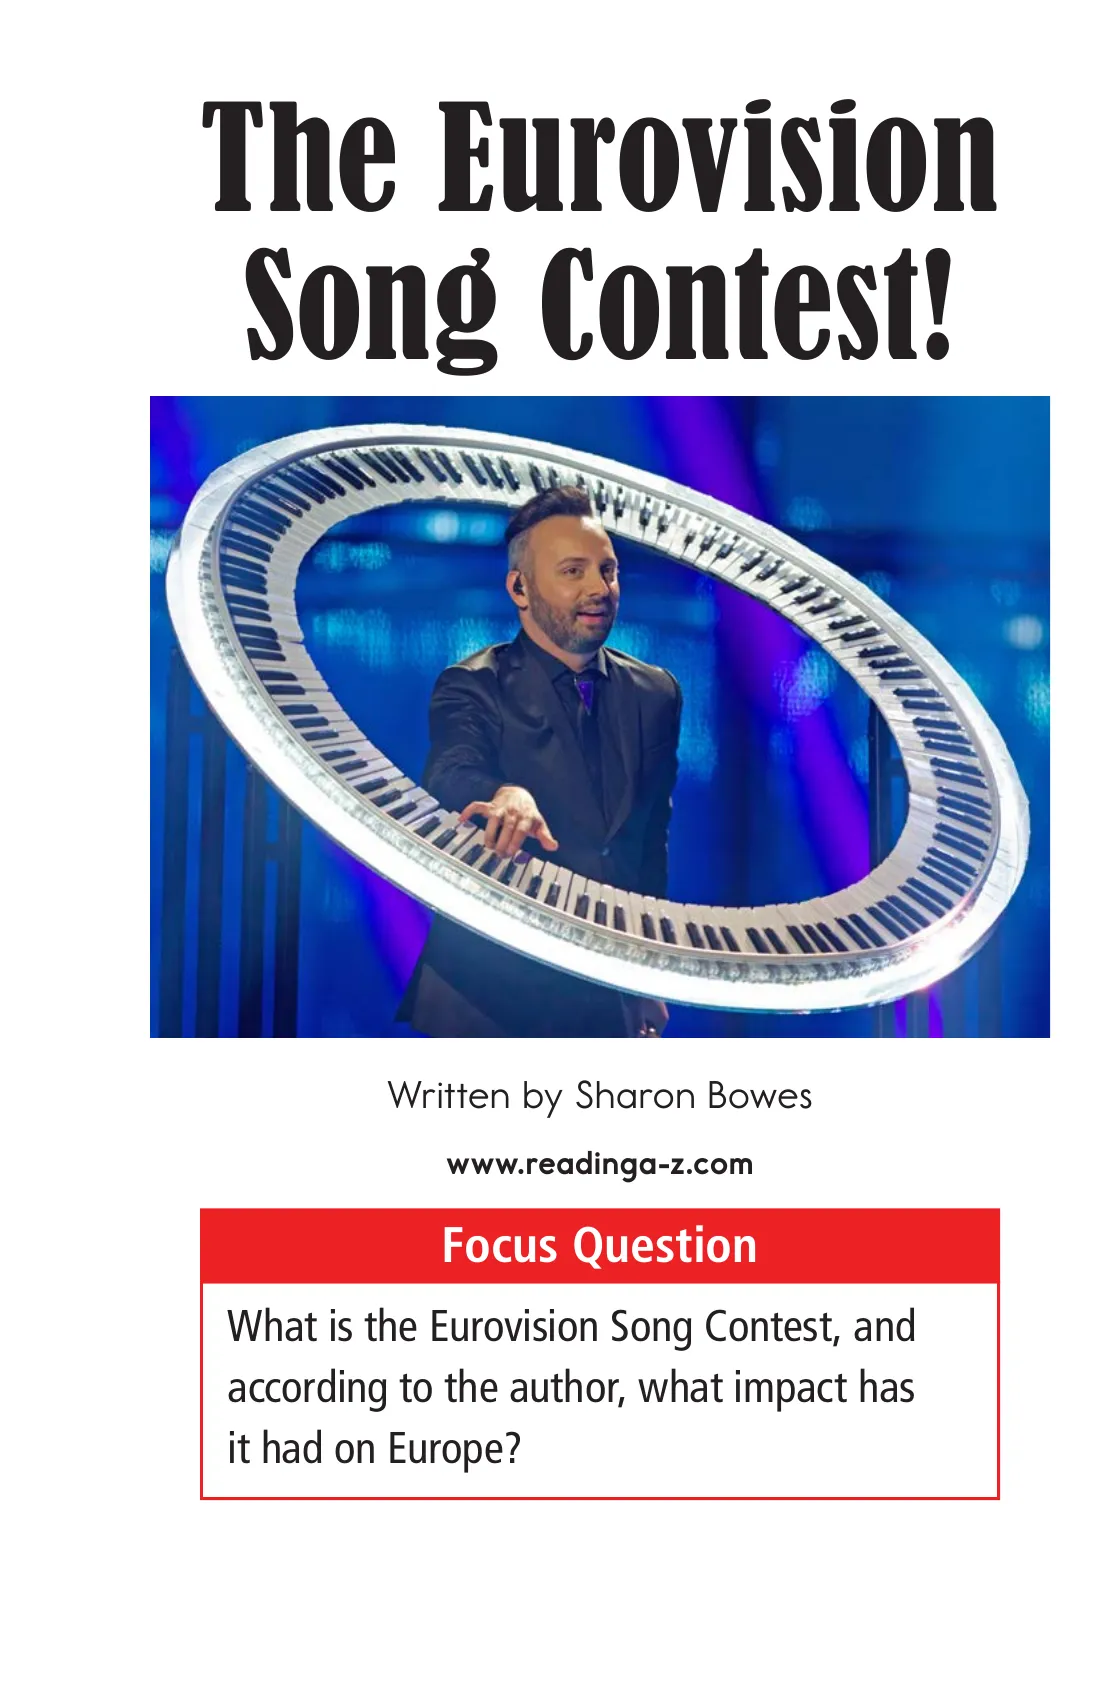 The Eurovision
Song Contest!
Written by Sharon Bowes
www.readinga-z.com
Focus Question
What is the Eurovision Song Contest, and
according to the author, what impact has
it had on Europe?